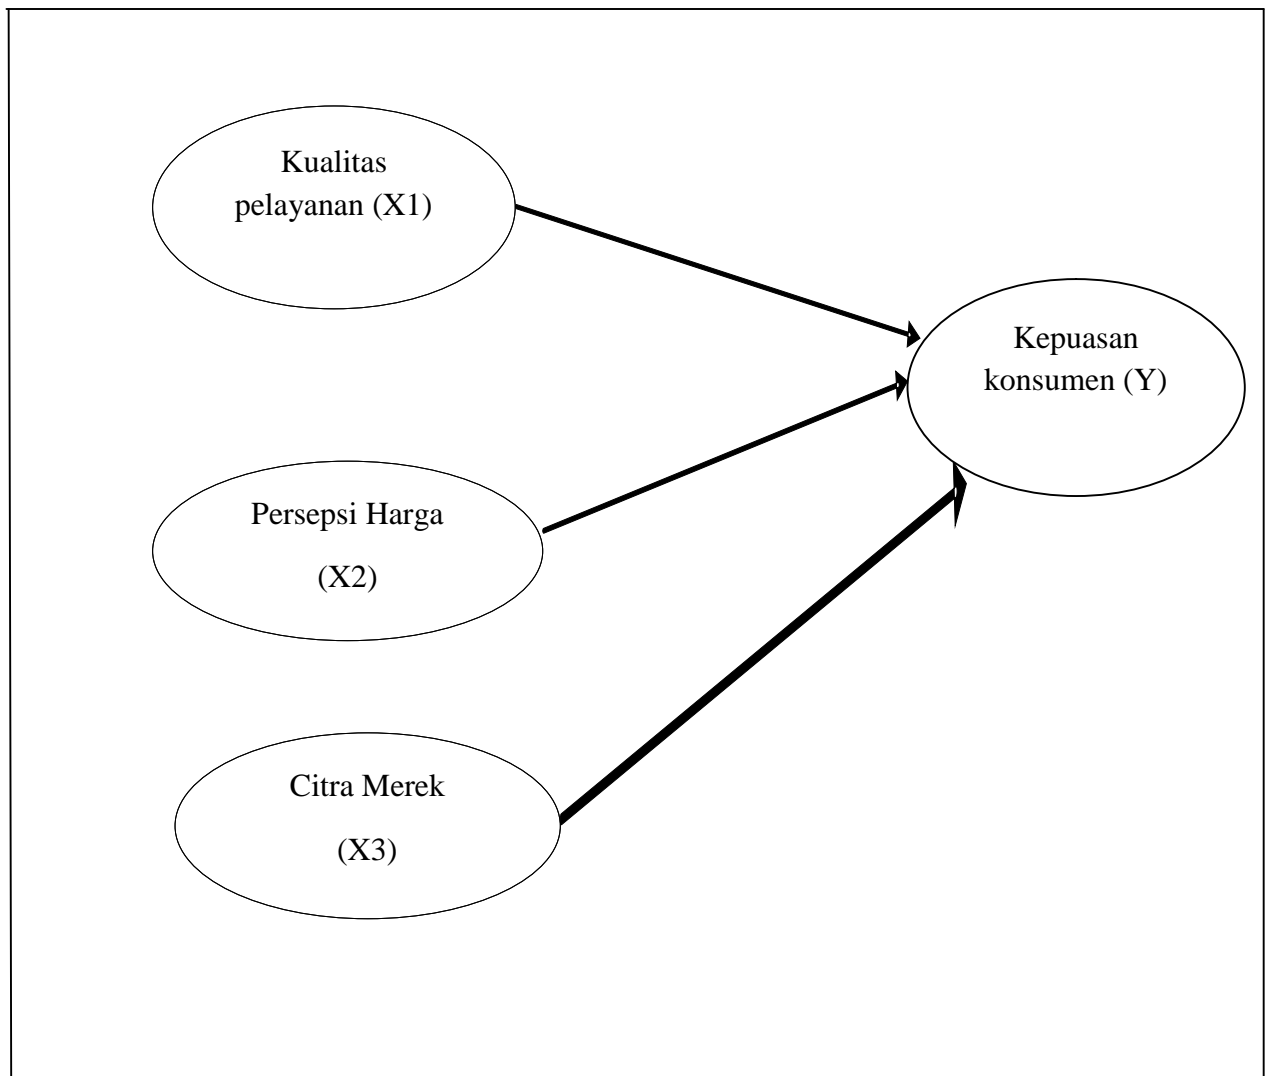 Kualitas
pelayanan (X1)
Kepuasan
konsumen (Y)
Persepsi Harga
(X2)
Citra Merek
(X3)